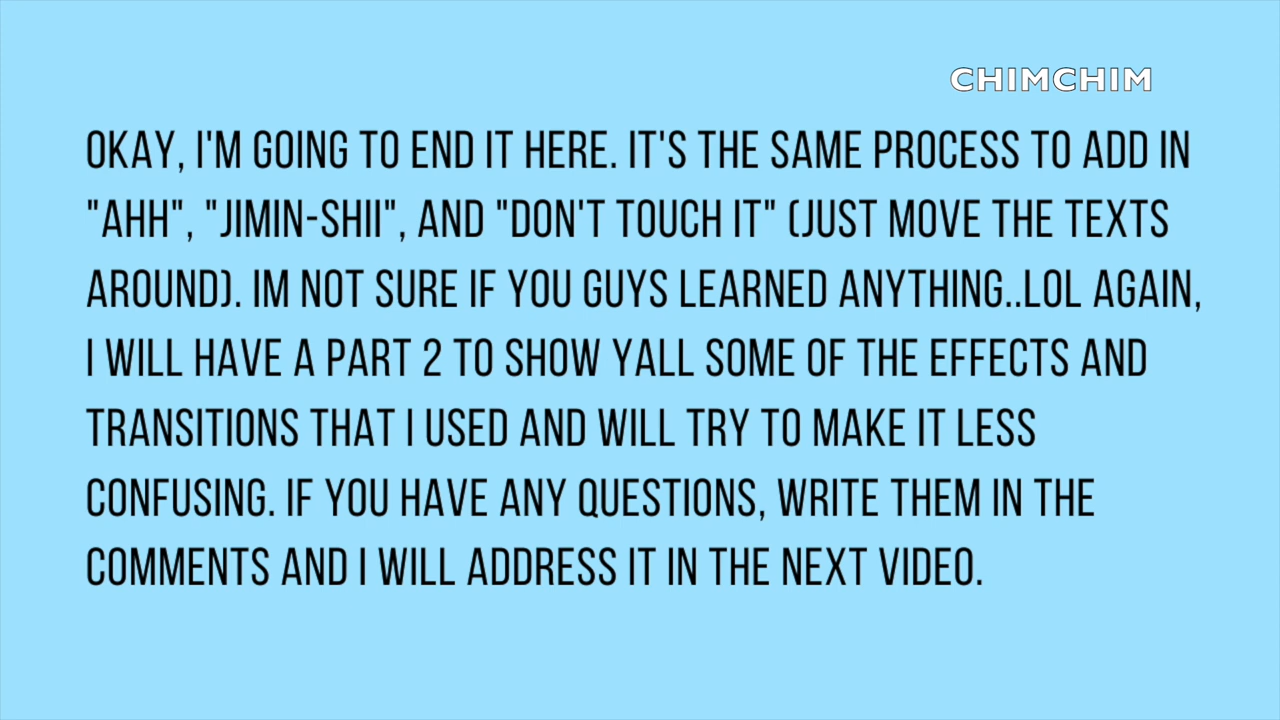 CHIMCHIM
OKAY, I'M GOING TO END IT HERE. IT'S THE SAME PROCESS TO ADD IN
"AHH", "JIMIN-SHII", AND "DON'T TOUCH IT" (JUST MOVE THE TEXTS
AROUND). IM NOT SURE IF YOU GUYS LEARNED ANYTHING..LOL AGAIN,
I WILL HAVE A PART 2 TO SHOW YALL SOME OF THE EFFECTS AND
TRANSITIONS THAT I USED AND WILL TRY TO MAKE IT LESS
CONFUSING. IF YOU HAVE ANY QUESTIONS, WRITE THEM IN THE
COMMENTS AND I WILL ADDRESS IT IN THE NEXT VIDEO.